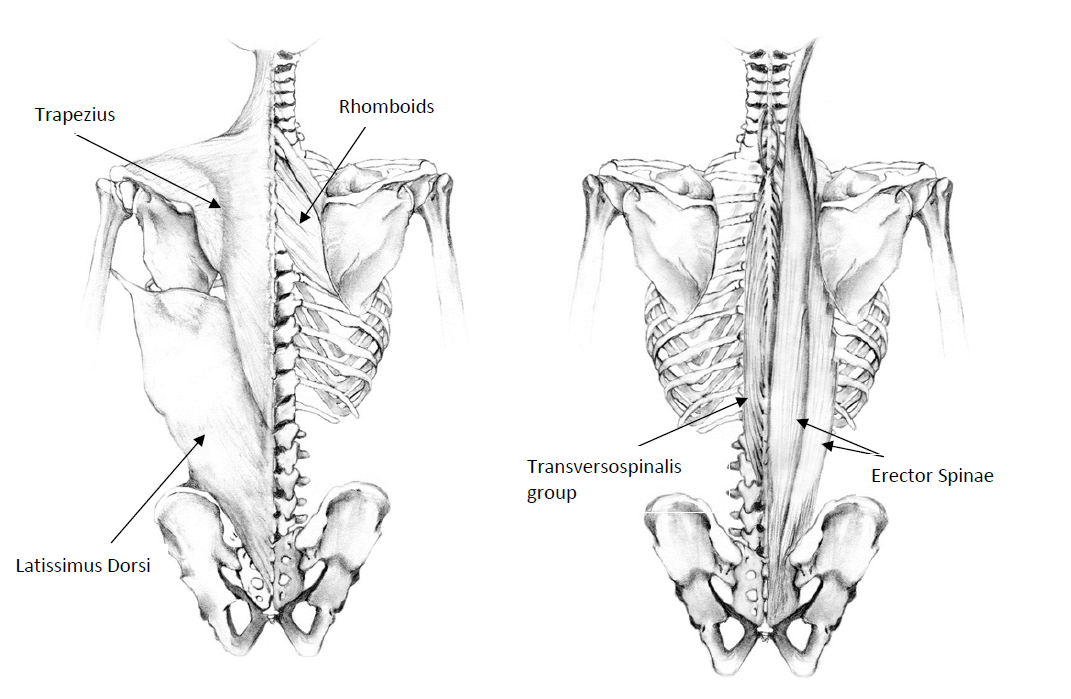 Trapezius
Rhomboids
Latissimus Dorsi
Transversospinalis
group
Erector Spinae